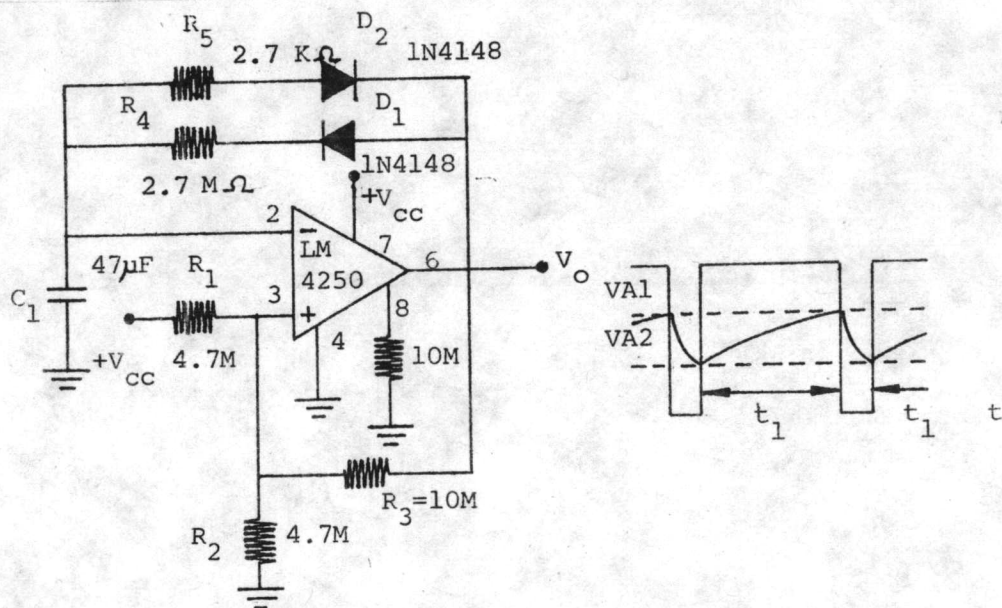 R5
D2
2.7 KΩ
1N4148
R4
D1
1N4148
2.7 MΩ
+Vcc
2
-
7
LM
4250
6
Vo
47µF
R1
C1
3
+
4
8
+Vcc
4.7M
10M
R3=10M
R2
4.7M
VA1
VA2
t1
t1
t